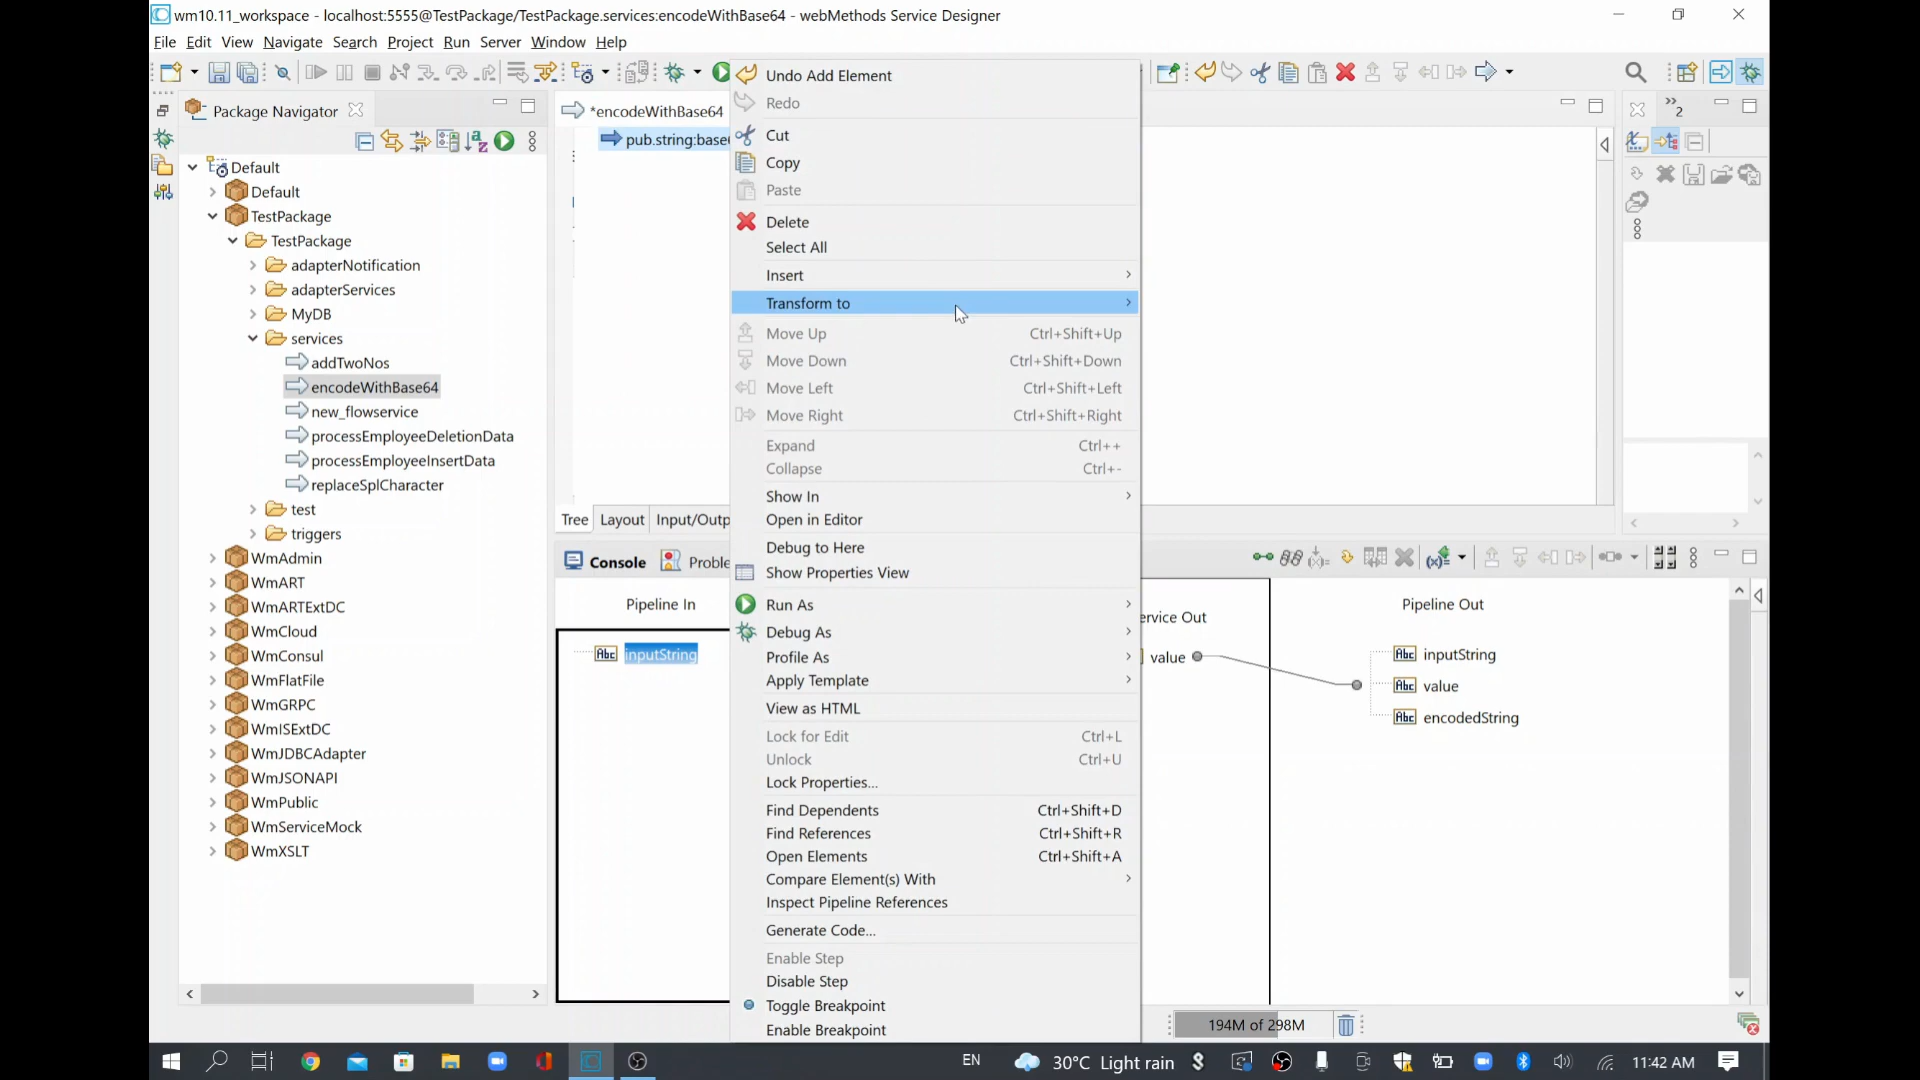 wm10.11_workspace - localhost:5555@TestPackage/TestPackage.services:encodeWithBase64 - webMethods Service Designer
File Edit View Navigate Search Project Run Server Window Help
Package Navigator
Default
Default
TestPackage
TestPackage
adapterNotification
adapterServices
MyDB
services
addTwoNos
encodeWithBase64
new_flowservice
processEmployeeDeletionData
processEmployeeInsertData
replaceSplCharacter
test
triggers
WmAdmin
WmART
WmARTExtDC
WmCloud
WmConsul
WmFlatFile
WmGRPC
WmISExtDC
WmJDBCAdapter
WmJSONAPI
WmPublic
WmServiceMock
WmXSLT
*encodeWithBase64
pub.string:base
Tree Layout Input/Outp
Console Proble
Pipeline In
Abc inputString
Undo Add Element
Redo
Cut
Copy
Paste
Delete
Select All
Insert
Transform to
Move Up Ctrl+Shift+Up
Move Down Ctrl+Shift+Down
Move Left Ctrl+Shift+Left
Move Right Ctrl+Shift+Right
Expand Ctrl++
Collapse Ctrl+-
Show In
Open in Editor
Debug to Here
Show Properties View
Run As
Debug As
Profile As
Apply Template
View as HTML
Lock for Edit Ctrl+L
Unlock Ctrl+U
Lock Properties...
Find Dependents Ctrl+Shift+D
Find References Ctrl+Shift+R
Open Elements Ctrl+Shift+A
Compare Element(s) With
Inspect Pipeline References
Generate Code...
Enable Step
Disable Step
Toggle Breakpoint
Enable Breakpoint
2
ervice Out
value
Pipeline Out
Abc inputString
Abc value
Abc encodedString
194M of 298M
EN 30°C Light rain 11:42 AM